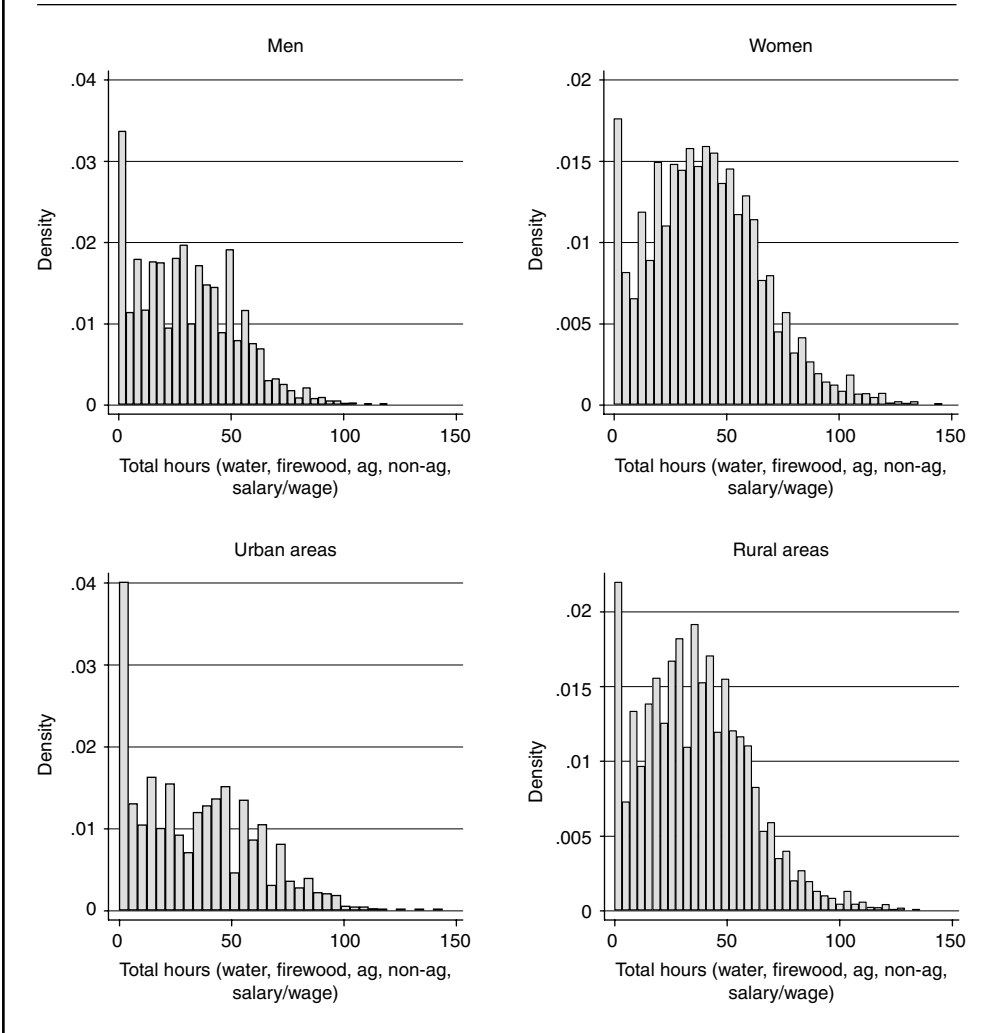 Men
.04
.03
.02
.01
0
Density
0 50 100 150
Total hours (water, firewood, ag, non-ag,
salary/wage)
Women
.02
.015
.01
.005
0
Density
0 50 100 150
Total hours (water, firewood, ag, non-ag,
salary/wage)
Urban areas
.04
.03
.02
.01
0
Density
0 50 100 150
Total hours (water, firewood, ag, non-ag,
salary/wage)
Rural areas
.02
.015
.01
.005
0
Density
0 50 100 150
Total hours (water, firewood, ag, non-ag,
salary/wage)